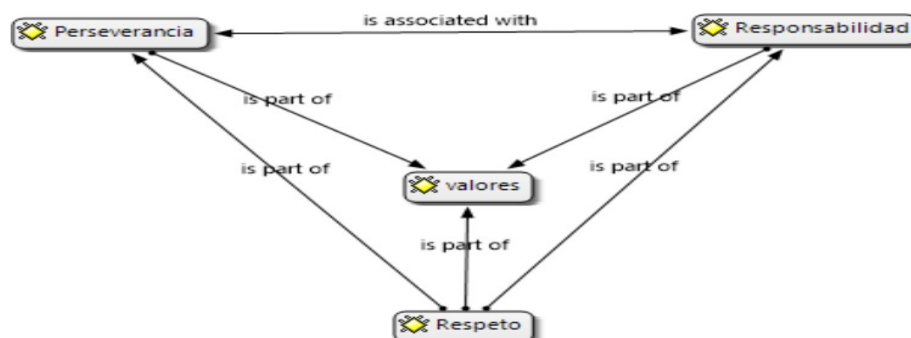 is associated with
Perseverancia
Responsabilidad
is part of
is part of
is part of
is part of
valores
is part of
Respeto